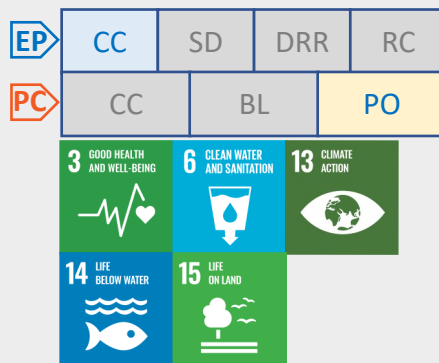 EP CC SD DRR RC
PC CC BL PO
3 GOOD HEALTH AND WELL-BEING
6 CLEAN WATER AND SANITATION
13 CLIMATE ACTION
14 LIFE BELOW WATER
15 LIFE ON LAND